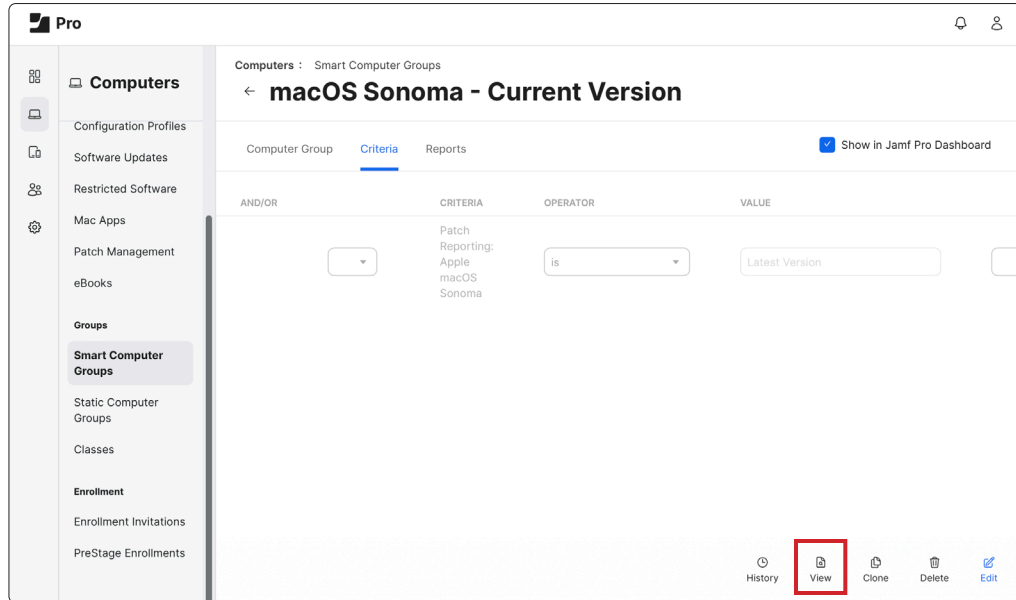 Pro
Computers
Configuration Profiles
Software Updates
Restricted Software
Mac Apps
Patch Management
eBooks
Groups
Smart Computer
Groups
Static Computer
Groups
Classes
Enrollment
Enrollment Invitations
PreStage Enrollments
Computers : Smart Computer Groups
← macOS Sonoma - Current Version
Computer Group Criteria Reports Show in Jamf Pro Dashboard
AND/OR CRITERIA OPERATOR VALUE
Patch
Reporting:
Apple is Latest Version
macOS
Sonoma
History View Clone Delete Edit